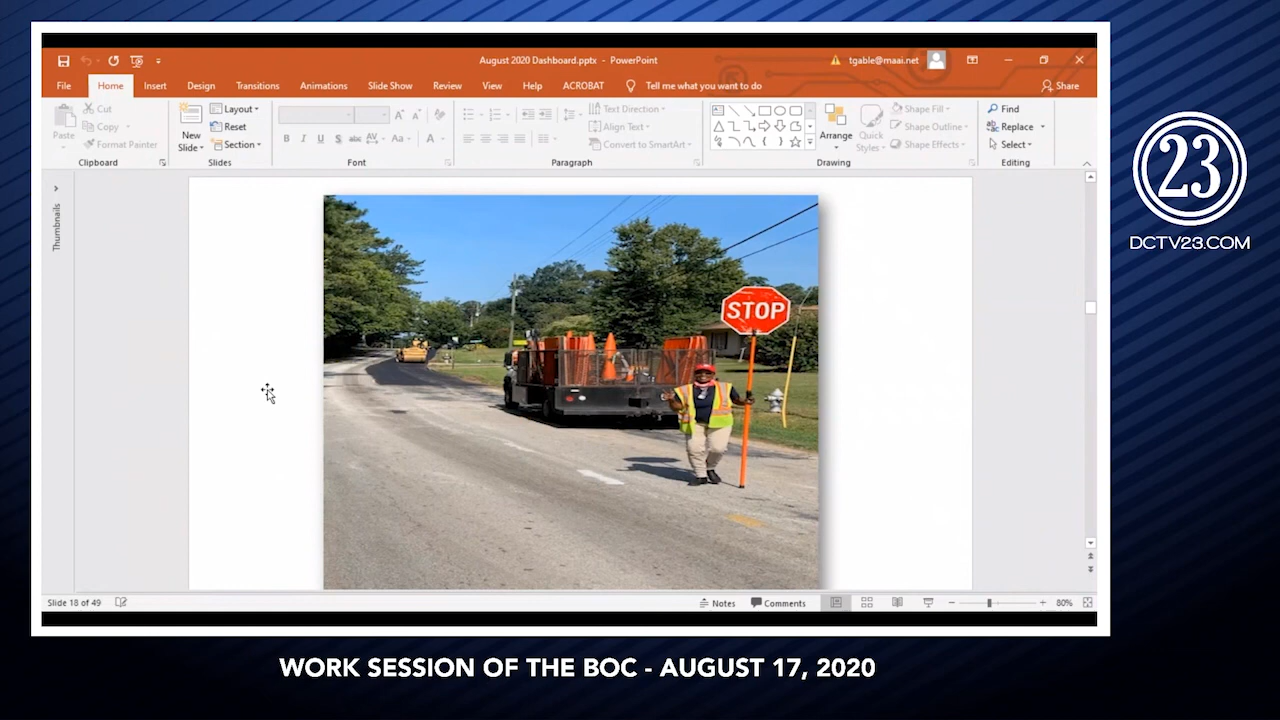 August 2020 Dashboard.pptx - PowerPoint
tgable@maai.net
File Home Insert Design Transitions Animations Slide Show Review View Help ACROBAT Tell me what you want to do Share
Paste
Cut
Copy
Format Painter
Clipboard
New
Slide
Layout
Reset
Section
Slides
B I U S abc AV Aa A
Font
Text Direction
Align Text
Convert to SmartArt
Paragraph
Arrange
Quick
Styles
Shape Fill
Shape Outline
Shape Effects
Drawing
Find
Replace
Select
Editing
Thumbnails
STOP
Slide 18 of 49
Notes Comments 80%
23
DCTV23.COM
WORK SESSION OF THE BOC - AUGUST 17, 2020